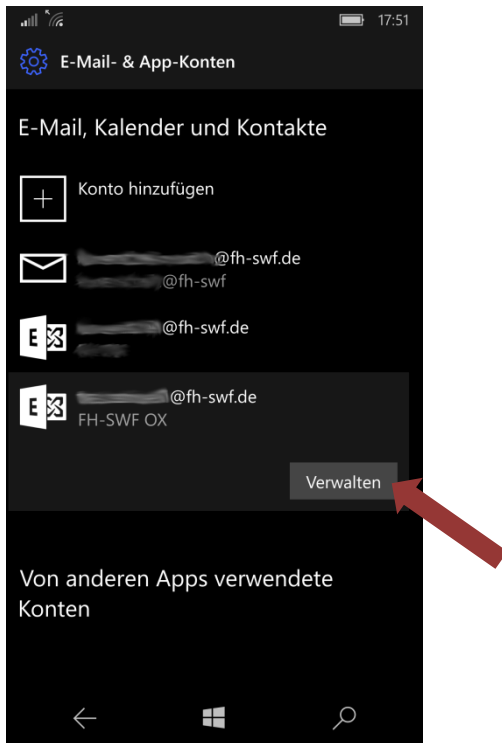 17:51
E-Mail- & App-Konten
E-Mail, Kalender und Kontakte
Konto hinzufügen
@fh-swf.de
@fh-swf
E @fh-swf.de
E @fh-swf.de
FH-SWF OX
Verwalten
Von anderen Apps verwendete
Konten